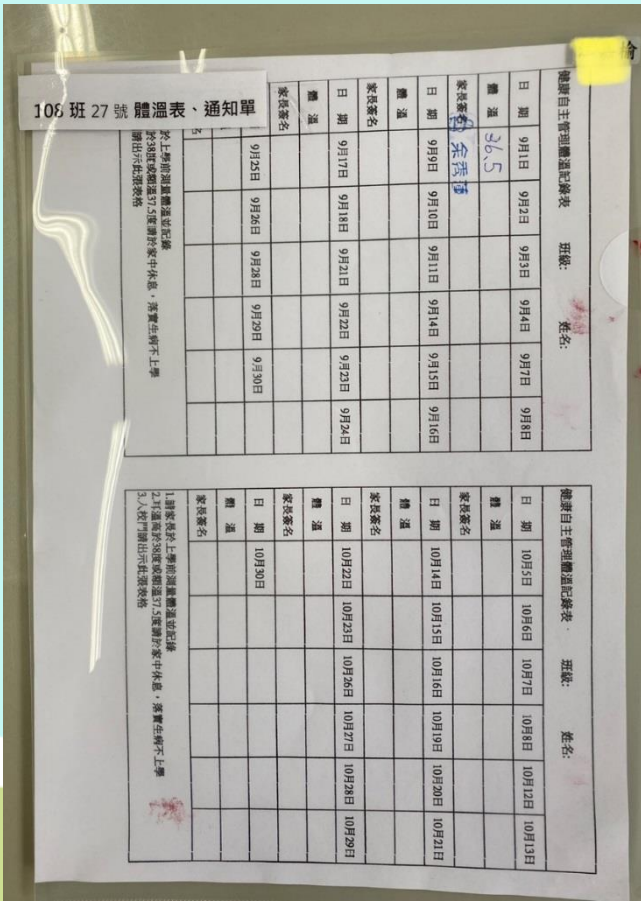 108 班 27 號 體溫表、通知單
健康自主管理體溫記錄表 班級: 姓名:
日 期 9月1日 9月2日 9月3日 9月4日 9月7日 9月8日
體 溫 36.5
家長簽名
日 期 9月9日 9月10日 9月11日 9月14日 9月15日 9月16日
體 溫
家長簽名
日 期 9月17日 9月18日 9月21日 9月22日 9月23日 9月24日
體 溫
家長簽名
9月25日 9月26日 9月28日 9月29日 9月30日
名
於上學前測量體溫並記錄
於38度或額溫37.5度請於家中休息，落實生病不上學
請出示此張表格
健康自主管理體溫記錄表 班級: 姓名:
日 期 10月5日 10月6日 10月7日 10月8日 10月12日 10月13日
體 溫
家長簽名
日 期 10月14日 10月15日 10月16日 10月19日 10月20日 10月21日
體 溫
家長簽名
日 期 10月22日 10月23日 10月26日 10月27日 10月28日 10月29日
體 溫
家長簽名
日 期 10月30日
體 溫
家長簽名
1.請家長於上學前測量體溫並記錄
2.耳溫高於38度或額溫37.5度請於家中休息，落實生病不上學
3.入校門請出示此張表格